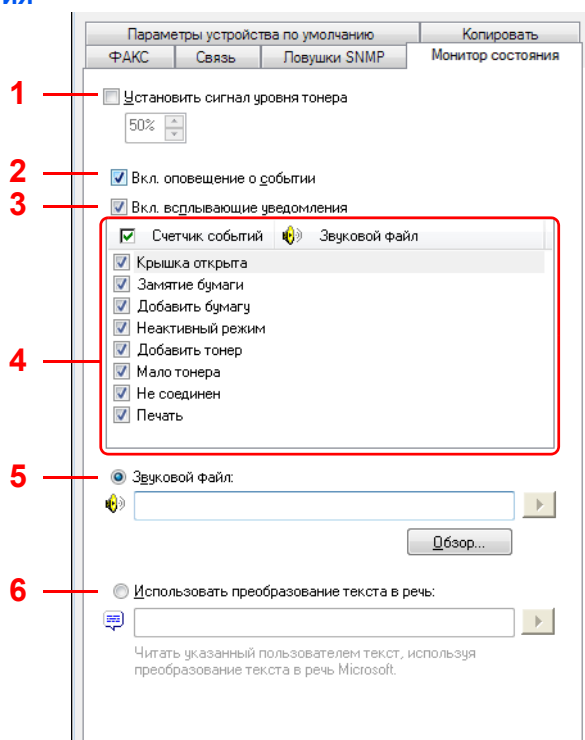 ия
Параметры устройства по умолчанию Копировать
ФАКС Связь Ловушки SNMP Монитор состояния
1 Установить сигнал уровня тонера
50%
2 Вкл. оповещение о событии
3 Вкл. всплывающие уведомления
Счетчик событий Звуковой файл
Крышка открыта
Замятие бумаги
Добавить бумагу
Неактивный режим
Добавить тонер
4 Мало тонера
Не соединен
Печать
5 Звуковой файл:
Обзор...
6 Использовать преобразование текста в речь:
Читать указанный пользователем текст, используя
преобразование текста в речь Microsoft.